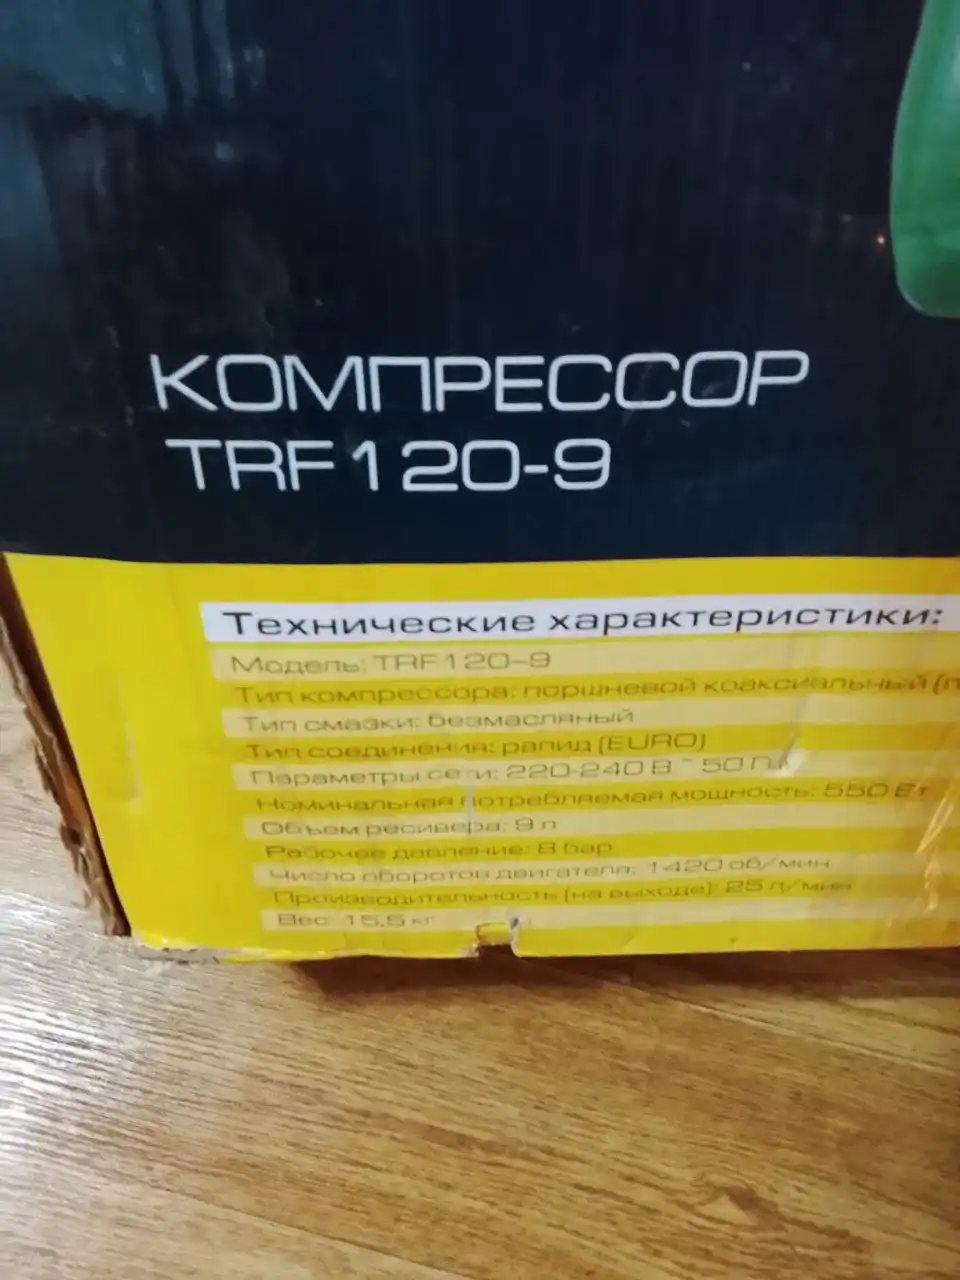 КОМПРЕССОР
TRF120-9
Технические характеристики:
Модель: TRF120-9
Тип компрессора: поршневой коаксиальный (п
Тип смазки: безмасляный
Тип соединения: рапид (EURO)
Параметры сети: 220-240 В ~ 50 Гц
Номинальная потребляемая мощность: 550 Вт
Объем ресивера: 9 л
Рабочее давление: 8 бар
Число оборотов двигателя: 1420 об/мин
Производительность (на выходе): 25 л/мин
Вес: 15,5 кг